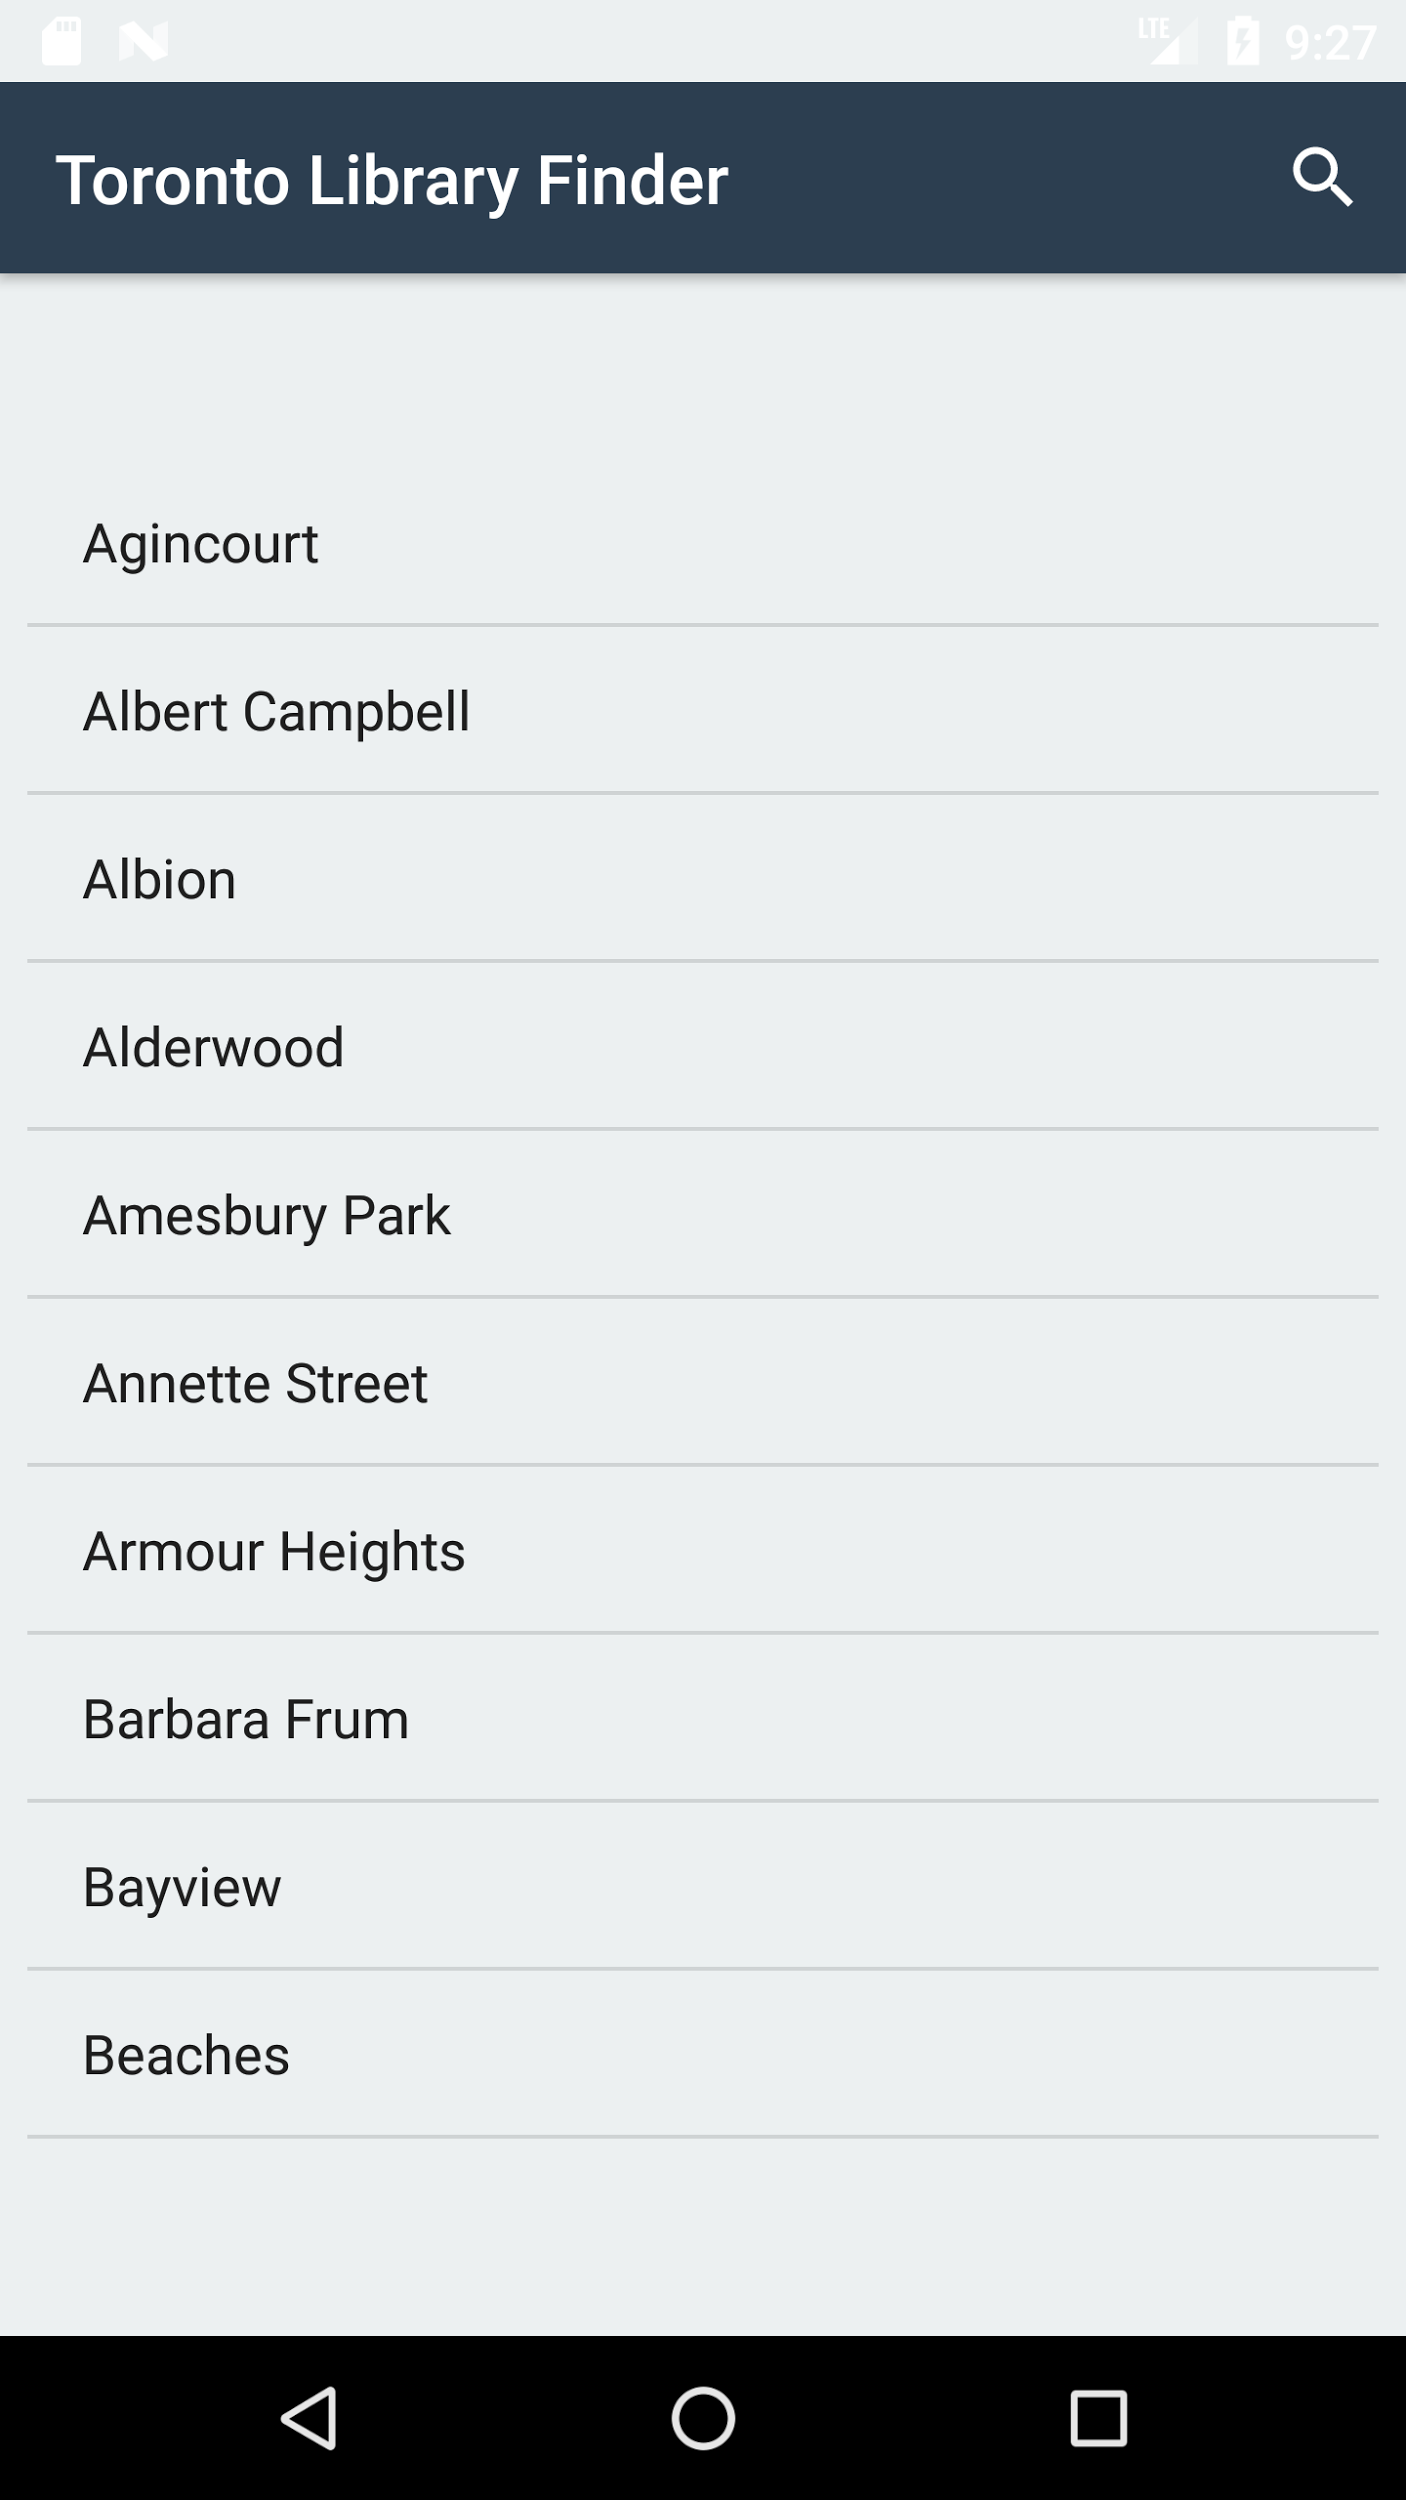 LTE 9:27
Toronto Library Finder
Agincourt
Albert Campbell
Albion
Alderwood
Amesbury Park
Annette Street
Armour Heights
Barbara Frum
Bayview
Beaches